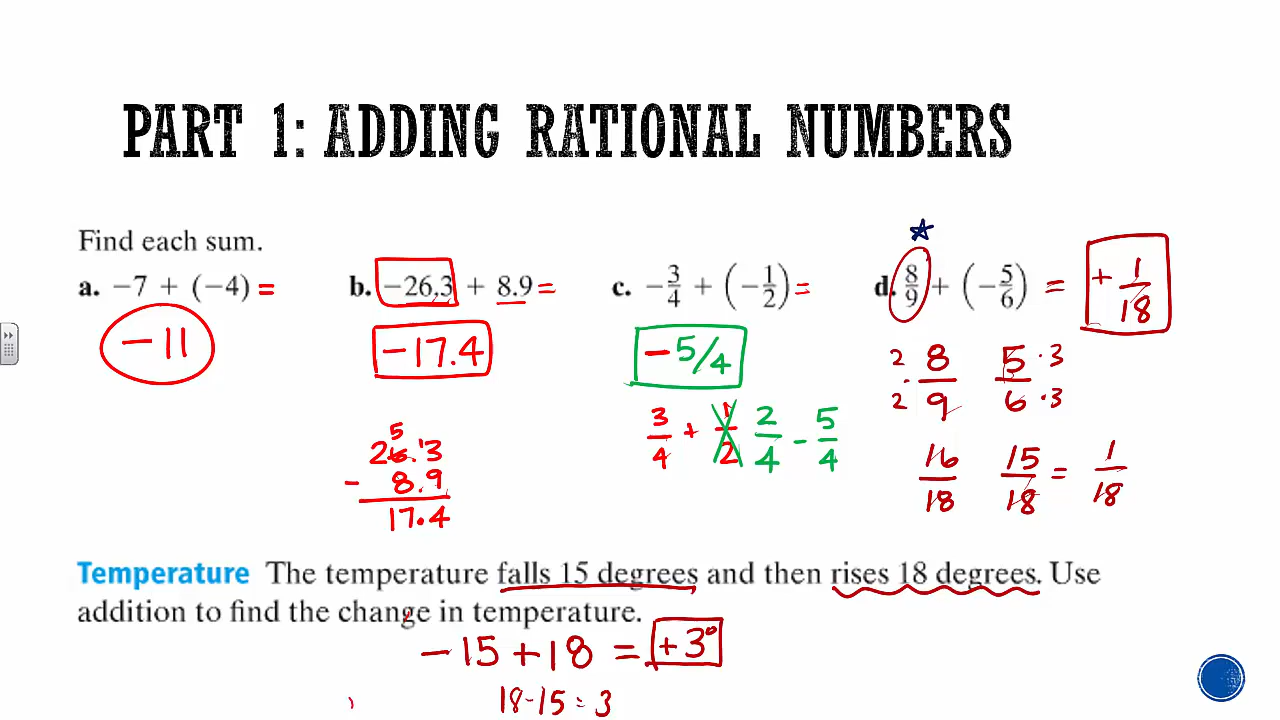 PART 1: ADDING RATIONAL NUMBERS
Find each sum.
a. −7 + (−4) = b. −26.3 + 8.9 = c. −3/4 + (−1/2) = d. 8/9 + (−5/6) = + 1/18
−11 −17.4 −5/4
2 · 8 / 2 · 9 5 · 3 / 6 · 3
3/4 + 1/2 2/4 − 5/4
5
26.13
− 8.9
17.4
16/18 15/18 = 1/18
Temperature The temperature falls 15 degrees and then rises 18 degrees. Use
addition to find the change in temperature.
−15 + 18 = +3°
18 - 15 = 3